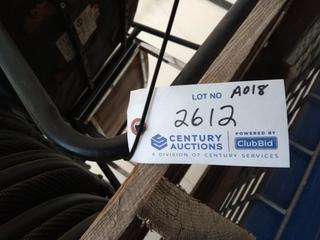 LOT NO A018
2612
CENTURY AUCTIONS
POWERED BY ClubBid
A DIVISION OF CENTURY SERVICES